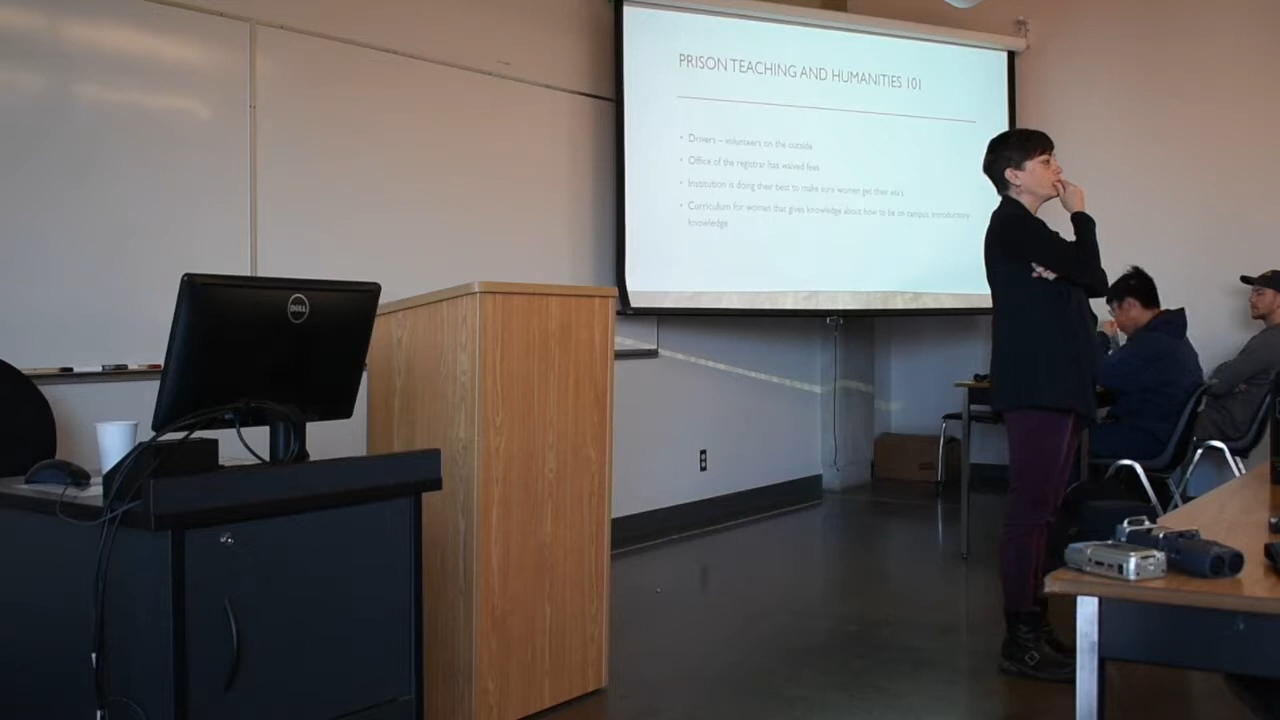 PRISON TEACHING AND HUMANITIES 101
• Drivers – volunteers on the outside
• Office of the registrar has waived fees
• Institution is doing their best to make sure women get their eta's
• Curriculum for women that gives knowledge about how to be on campus, introductory
knowledge
DELL